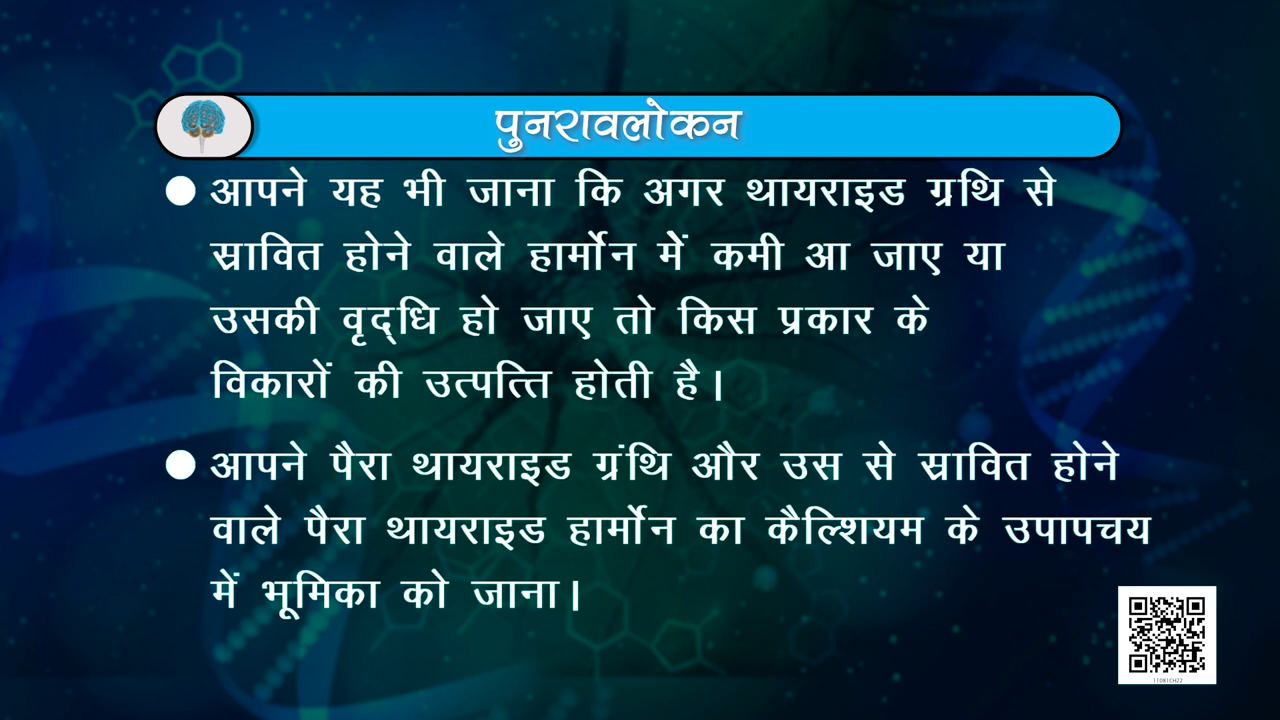 पुनरावलोकन
● आपने यह भी जाना कि अगर थायराइड ग्रथि से
स्रावित होने वाले हार्मोन में कमी आ जाए या
उसकी वृद्धि हो जाए तो किस प्रकार के
विकारों की उत्पत्ति होती है।
● आपने पैरा थायराइड ग्रंथि और उस से स्रावित होने
वाले पैरा थायराइड हार्मोन का कैल्शियम के उपापचय
में भूमिका को जाना।
11081CH22